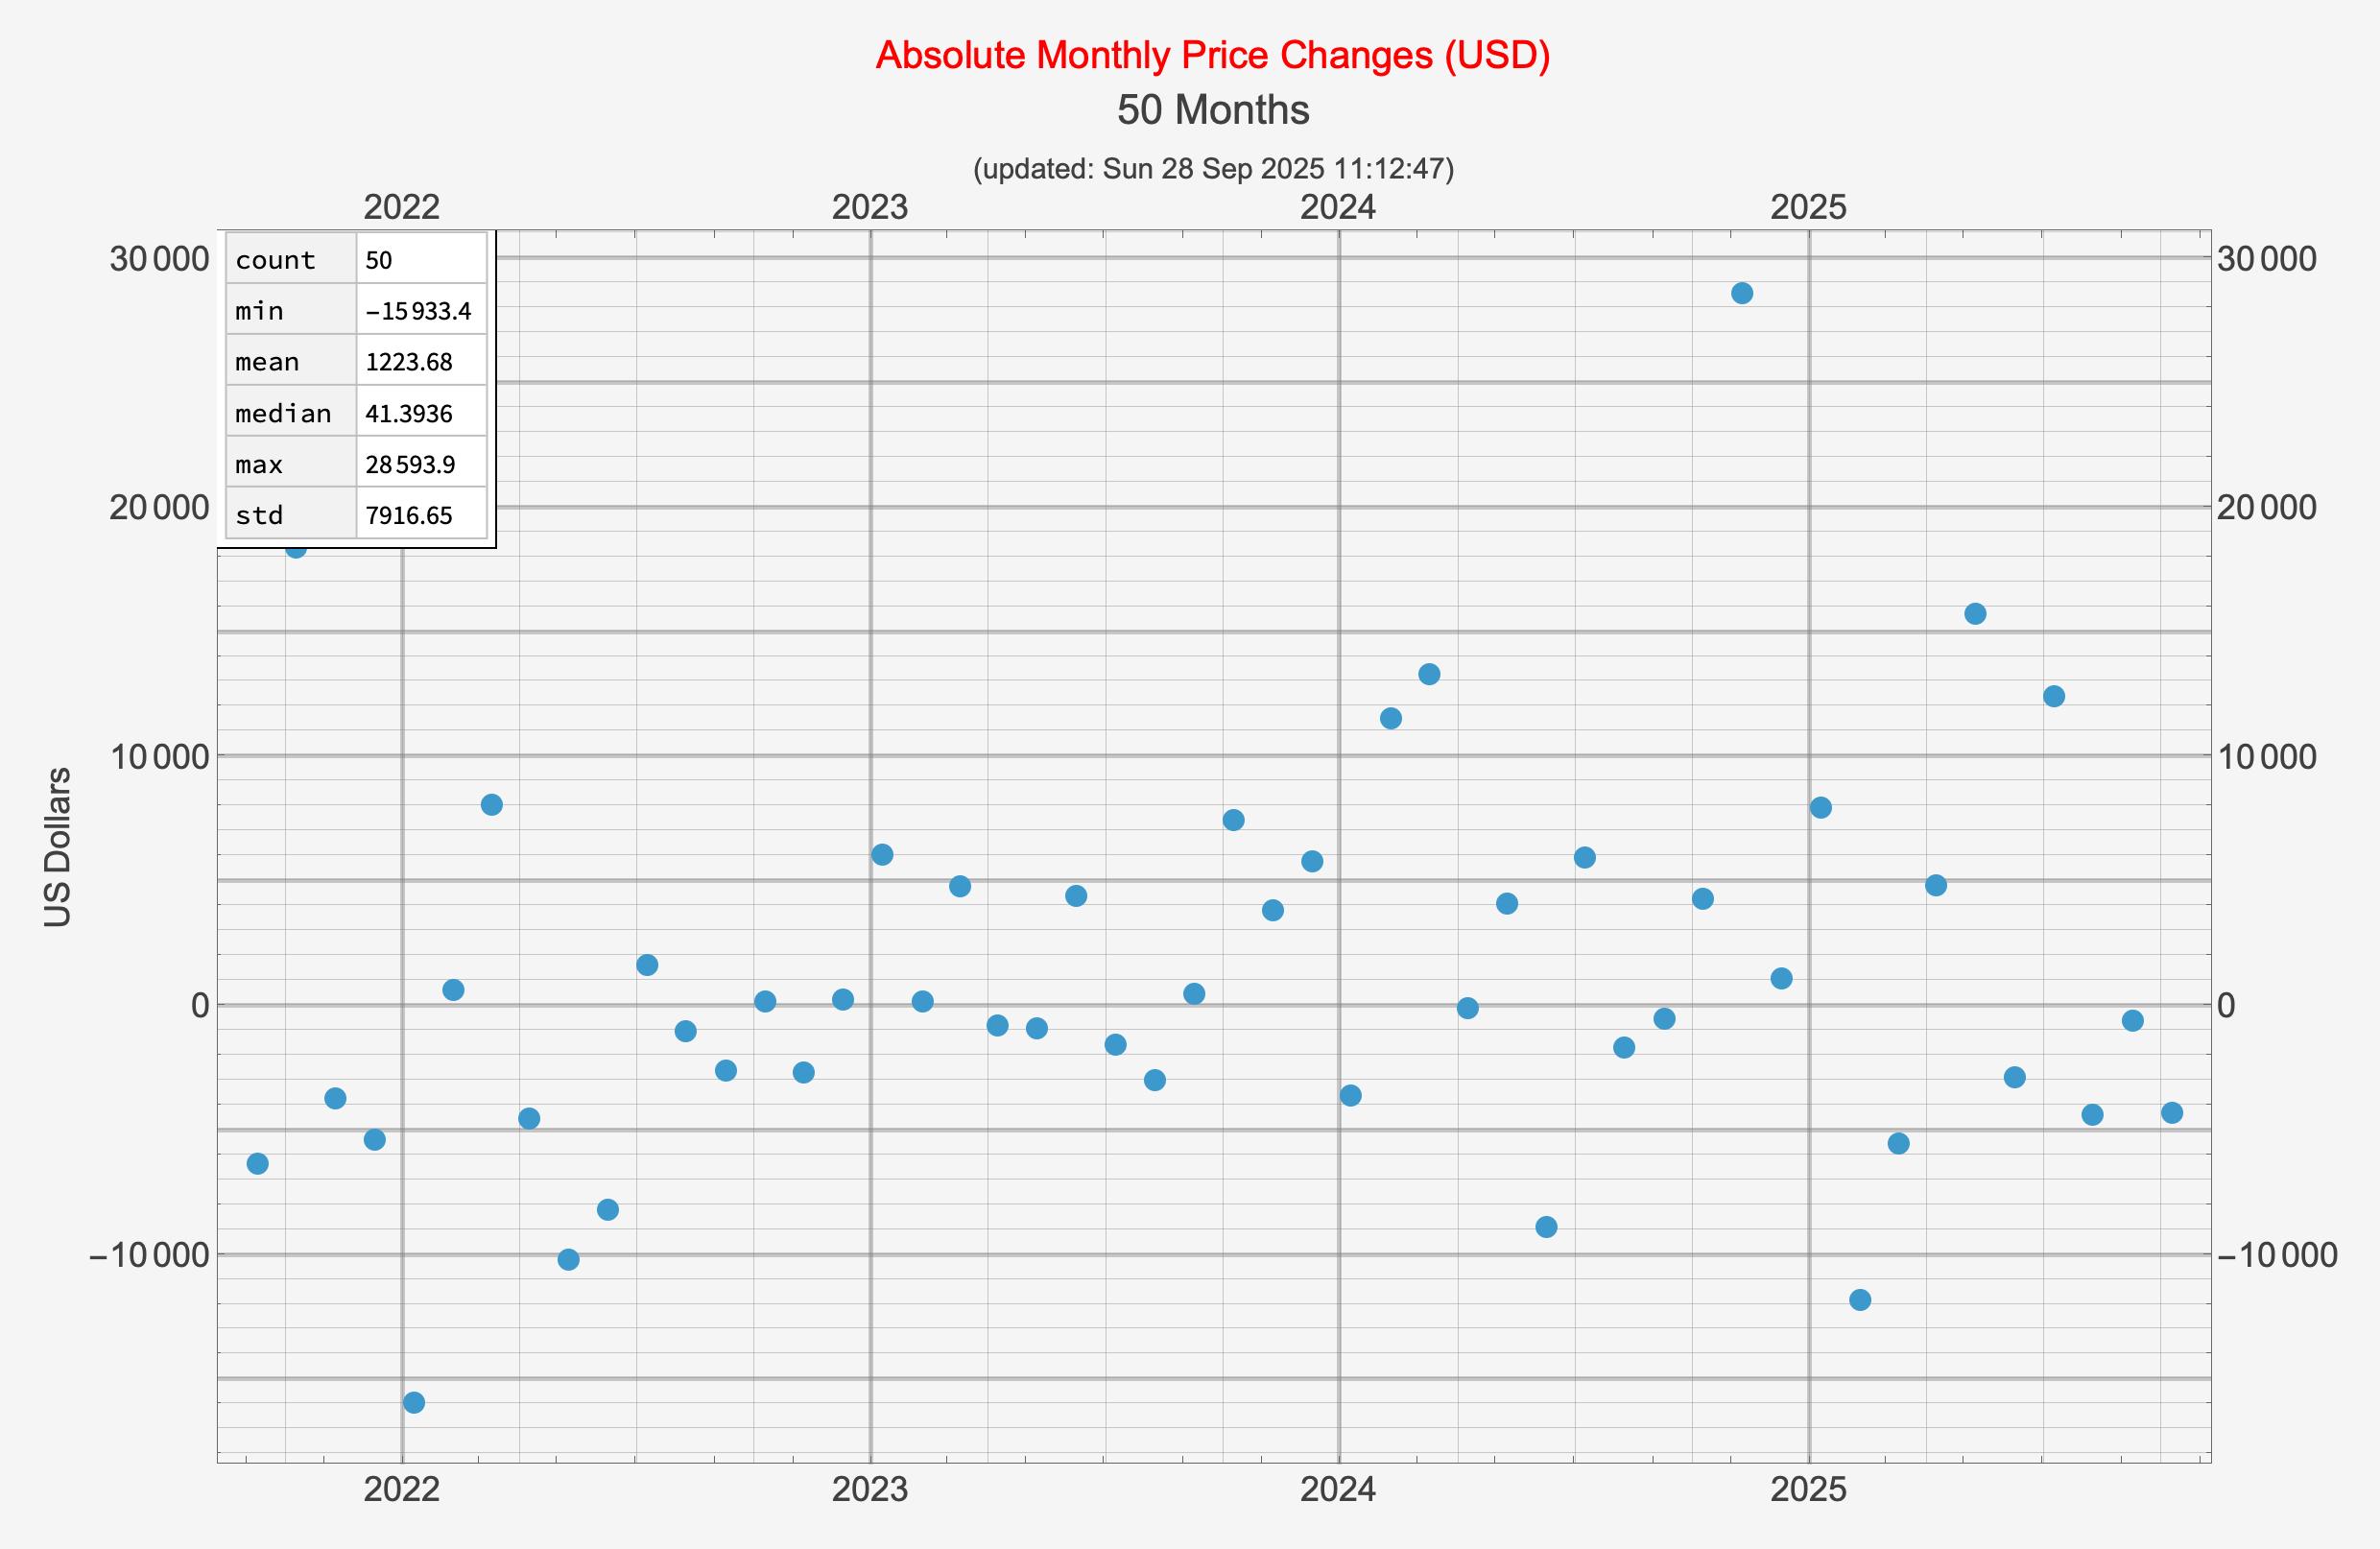 Absolute Monthly Price Changes (USD)
50 Months
(updated: Sun 28 Sep 2025 11:12:47)
2022 2023 2024 2025
count 50
min −15 933.4
mean 1223.68
median 41.3936
max 28 593.9
std 7916.65
30 000 30 000
20 000 20 000
10 000 10 000
0 0
−10 000 −10 000
US Dollars
2022 2023 2024 2025